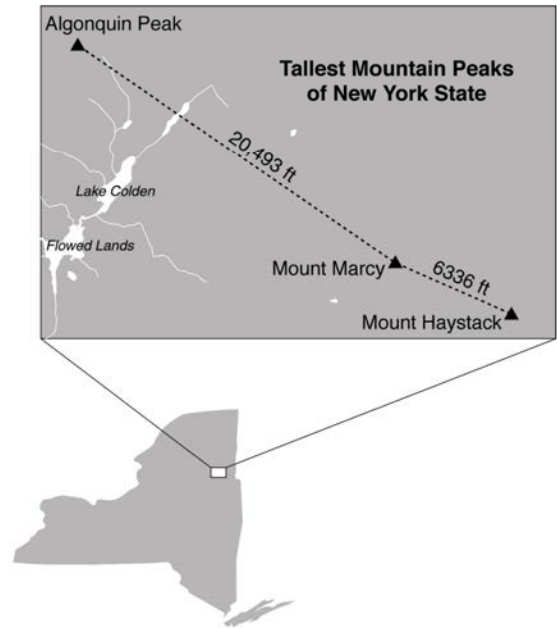 Algonquin Peak
Tallest Mountain Peaks
of New York State
20,493 ft
Lake Colden
Flowed Lands
Mount Marcy
6336 ft
Mount Haystack